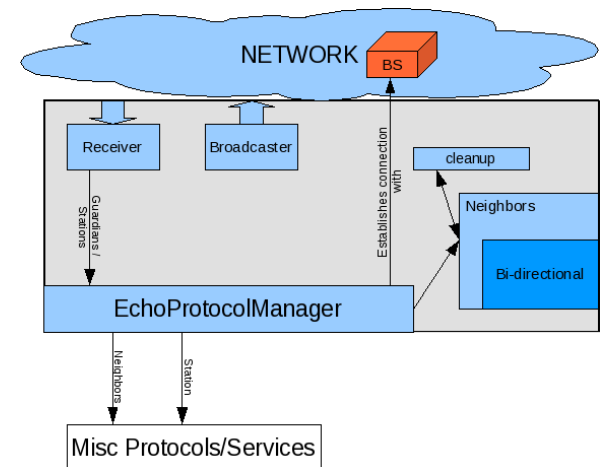 NETWORK
BS
Receiver
Broadcaster
Establishes connection
with
cleanup
Guardians /
Stations
Neighbors
Bi-directional
EchoProtocolManager
Neighbors
Station
Misc Protocols/Services